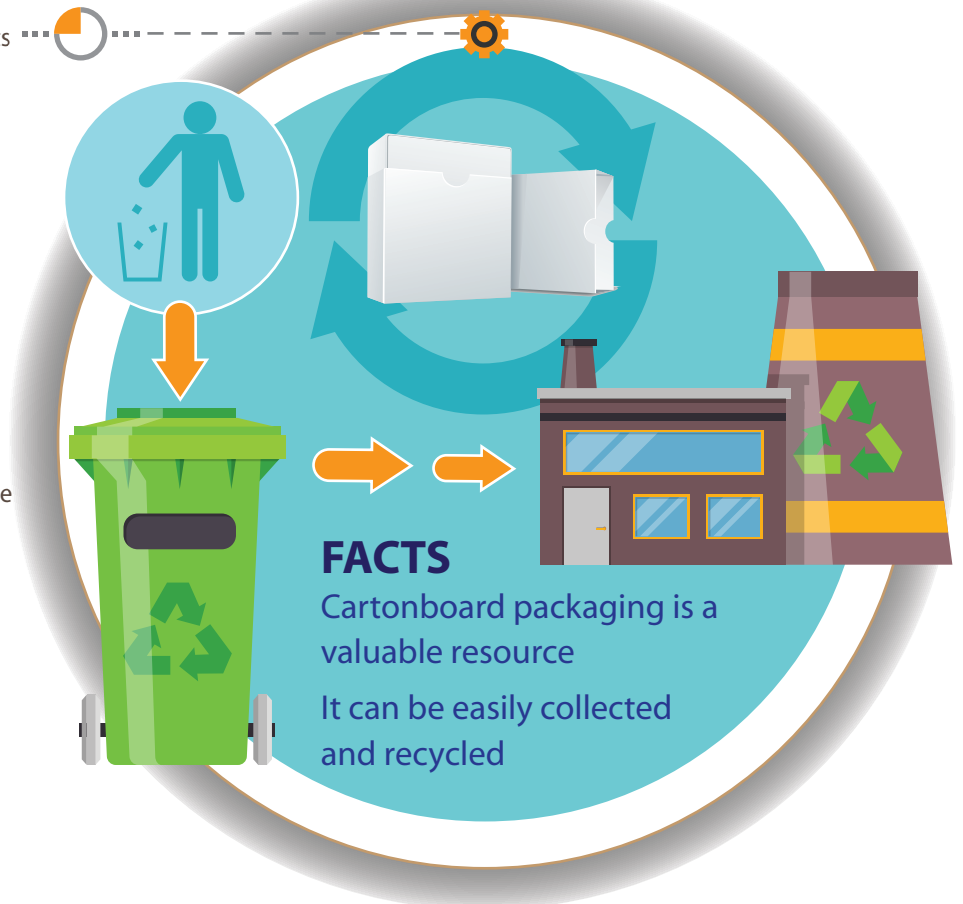 FACTS
Cartonboard packaging is a
valuable resource
It can be easily collected
and recycled